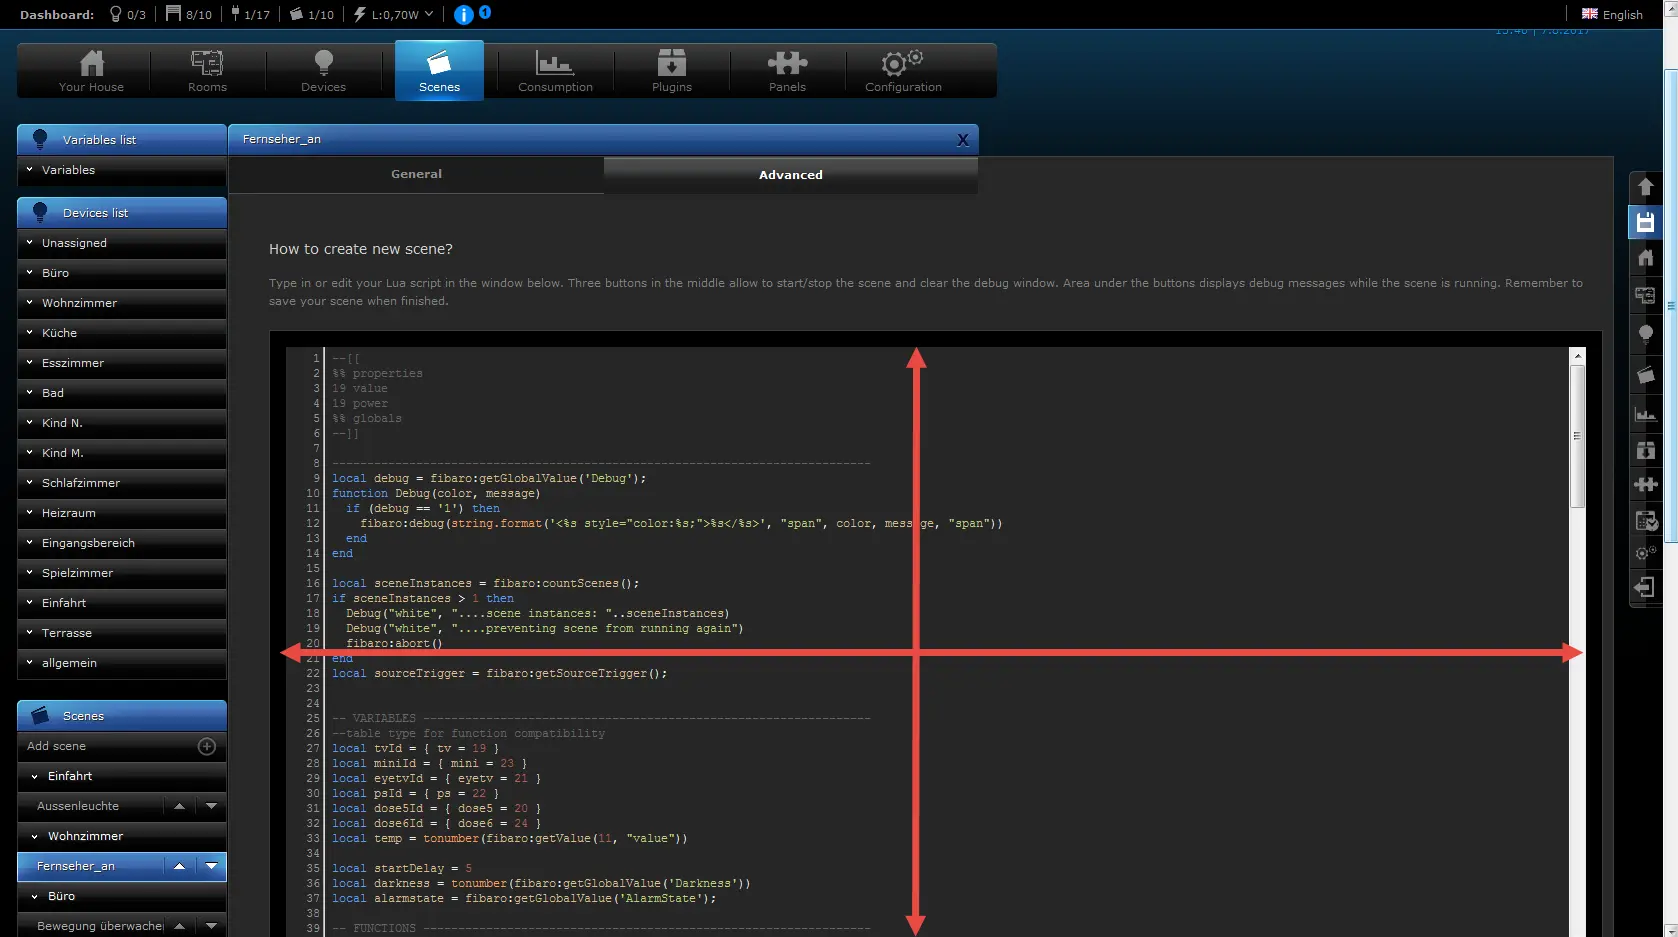 Dashboard: 0/3 8/10 1/17 1/10 L:0,70W i 1 English
Your House Rooms Devices Scenes Consumption Plugins Panels Configuration
Variables list
Variables
Devices list
Unassigned
Büro
Wohnzimmer
Küche
Esszimmer
Bad
Kind N.
Kind M.
Schlafzimmer
Heizraum
Eingangsbereich
Spielzimmer
Einfahrt
Terrasse
allgemein
Scenes
Add scene
Einfahrt
Aussenleuchte
Wohnzimmer
Fernseher_an
Büro
Bewegung überwacher
Fernseher_an X
General Advanced
How to create new scene?
Type in or edit your Lua script in the window below. Three buttons in the middle allow to start/stop the scene and clear the debug window. Area under the buttons displays debug messages while the scene is running. Remember to
save your scene when finished.
1 --[[
2 %% properties
3 19 value
4 19 power
5 %% globals
6 --]]
7
8 -----------------------------------------------------------------------------
9 local debug = fibaro:getGlobalValue('Debug');
10 function Debug(color, message)
11 if (debug == '1') then
12 fibaro:debug(string.format('<%s style="color:%s;">%s</%s>', "span", color, message, "span"))
13 end
14 end
15
16 local sceneInstances = fibaro:countScenes();
17 if sceneInstances > 1 then
18 Debug("white", "....scene instances: "..sceneInstances)
19 Debug("white", "....preventing scene from running again")
20 fibaro:abort()
21 end
22 local sourceTrigger = fibaro:getSourceTrigger();
23
24
25 -- VARIABLES ----------------------------------------------------------------
26 --table type for function compatibility
27 local tvId = { tv = 19 }
28 local miniId = { mini = 23 }
29 local eyetvId = { eyetv = 21 }
30 local psId = { ps = 22 }
31 local dose5Id = { dose5 = 20 }
32 local dose6Id = { dose6 = 24 }
33 local temp = tonumber(fibaro:getValue(11, "value"))
34
35 local startDelay = 5
36 local darkness = tonumber(fibaro:getGlobalValue('Darkness'))
37 local alarmstate = fibaro:getGlobalValue('AlarmState');
38
39 -- FUNCTIONS ----------------------------------------------------------------